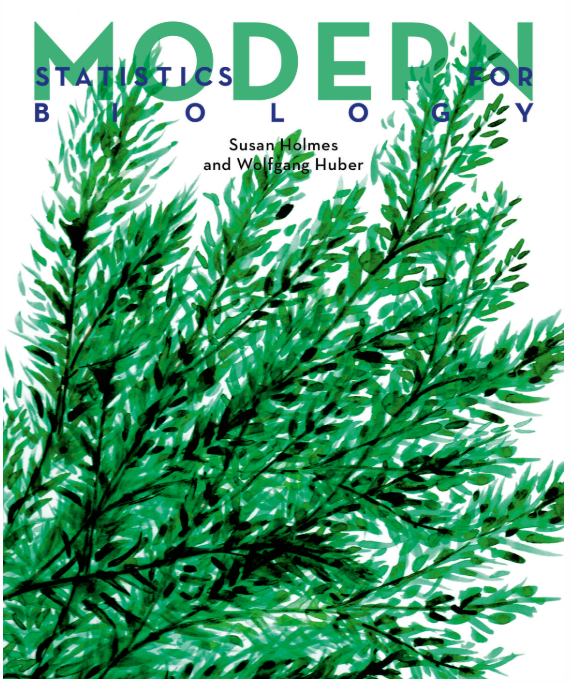 MODERN
STATISTICS FOR
BIOLOGY
Susan Holmes
and Wolfgang Huber